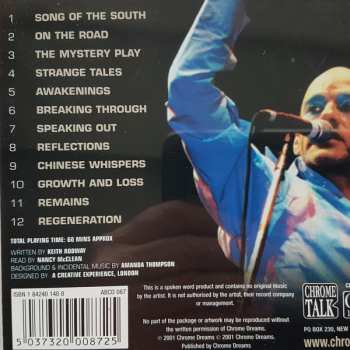 1 SONG OF THE SOUTH
2 ON THE ROAD
3 THE MYSTERY PLAY
4 STRANGE TALES
5 AWAKENINGS
6 BREAKING THROUGH
7 SPEAKING OUT
8 REFLECTIONS
9 CHINESE WHISPERS
10 GROWTH AND LOSS
11 REMAINS
12 REGENERATION
TOTAL PLAYING TIME: 60 MINS APPROX
WRITTEN BY KEITH RODWAY
READ BY NANCY McCLEAN
BACKGROUND & INCIDENTAL MUSIC BY AMANDA THOMPSON
DESIGNED BY A CREATIVE EXPERIENCE, LONDON
ISBN 1 84240 140 8 ABCD 067
5 037320 008725
This is a spoken word product and contains no original music
by the artist. It is not authorised by the artist, their record company
or management.
No part of the package or artwork may be reproduced without
the written permission of Chrome Dreams.
℗ 2001 Chrome Dreams © 2001 Chrome Dreams.
Published by Chrome Dreams.
CHROME
TALK
PO BOX 230, NEW